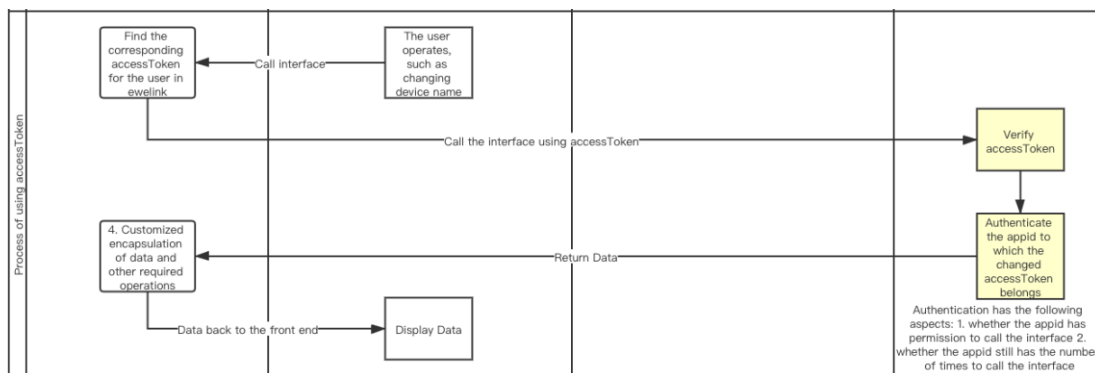 Process of using accessToken
Find the
corresponding
accessToken
for the user in
ewelink
Call interface
The user
operates,
such as
changing
device name
Call the interface using accessToken
Verify
accessToken
Authenticate
the appid to
which the
changed
accessToken
belongs
Return Data
4. Customized
encapsulation
of data and
other required
operations
Data back to the front end
Display Data
Authentication has the following
aspects: 1. whether the appid has
permission to call the interface 2.
whether the appid still has the number
of times to call the interface